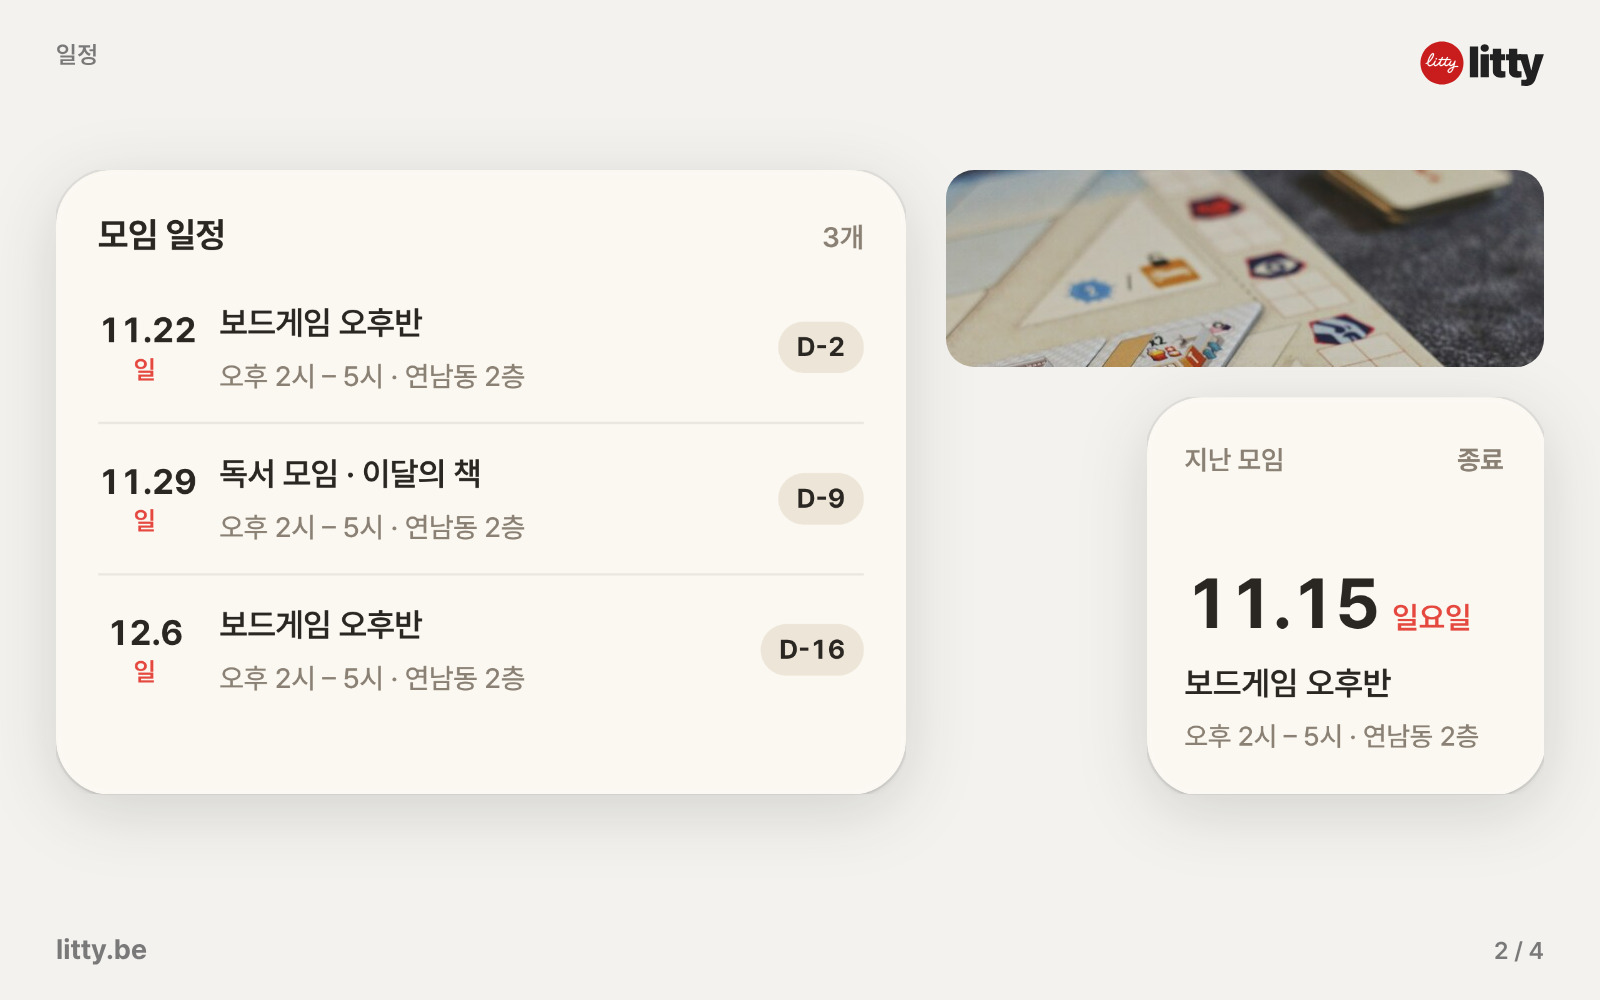 일정
litty litty
모임 일정
3개
11.22
일
보드게임 오후반
오후 2시 – 5시 · 연남동 2층
D-2
11.29
일
독서 모임 · 이달의 책
오후 2시 – 5시 · 연남동 2층
D-9
12.6
일
보드게임 오후반
오후 2시 – 5시 · 연남동 2층
D-16
x2
지난 모임
종료
11.15 일요일
보드게임 오후반
오후 2시 – 5시 · 연남동 2층
litty.be
2 / 4